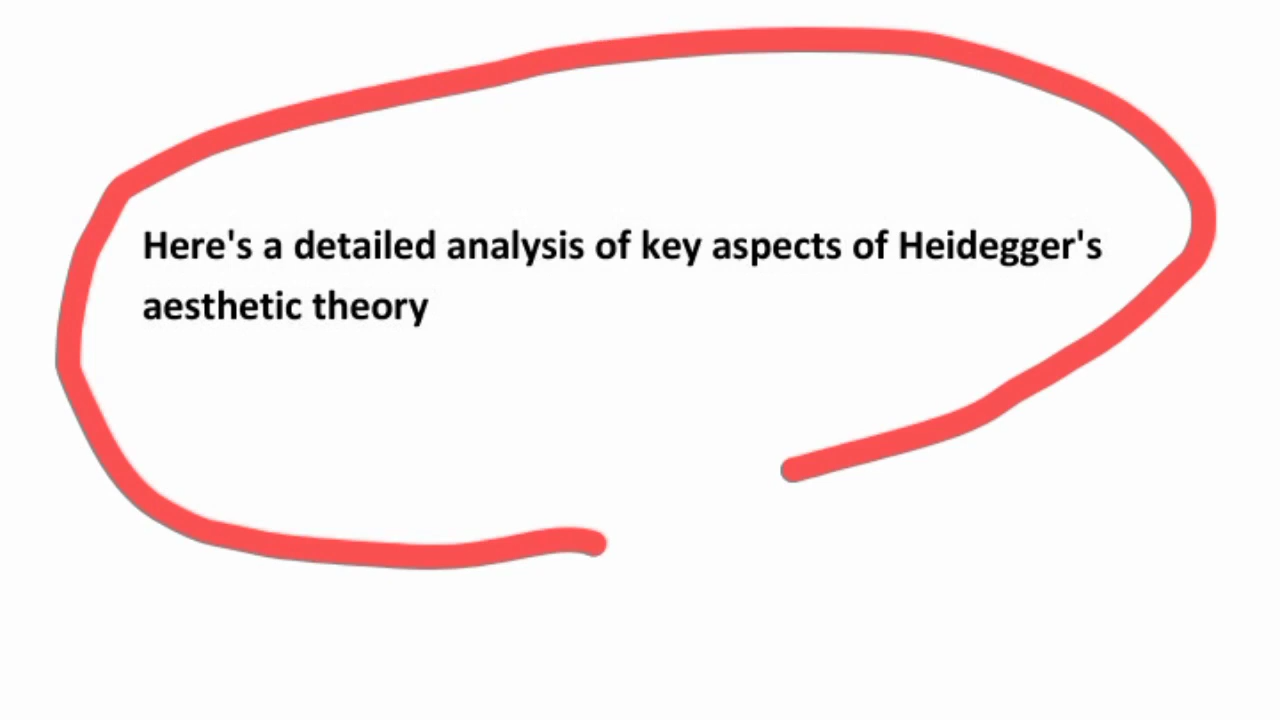 Here's a detailed analysis of key aspects of Heidegger's
aesthetic theory